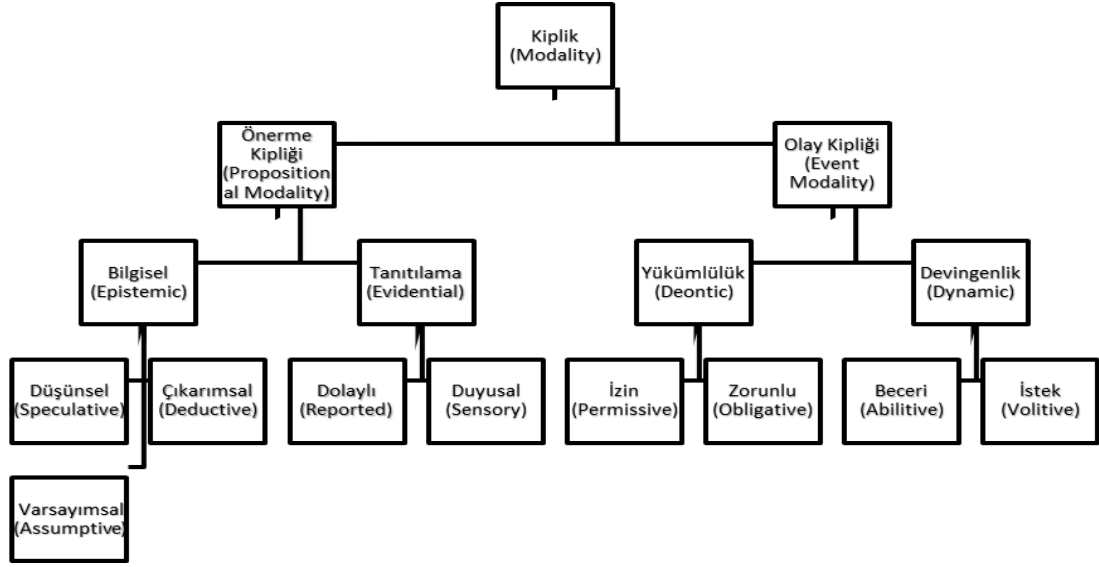 Kiplik
(Modality)
Önerme
Kipliği
(Proposition
al Modality)
Olay Kipliği
(Event
Modality)
Bilgisel
(Epistemic)
Tanıtılama
(Evidential)
Yükümlülük
(Deontic)
Devingenlik
(Dynamic)
Düşünsel
(Speculative)
Çıkarımsal
(Deductive)
Dolaylı
(Reported)
Duyusal
(Sensory)
İzin
(Permissive)
Zorunlu
(Obligative)
Beceri
(Abilitive)
İstek
(Volitive)
Varsayımsal
(Assumptive)